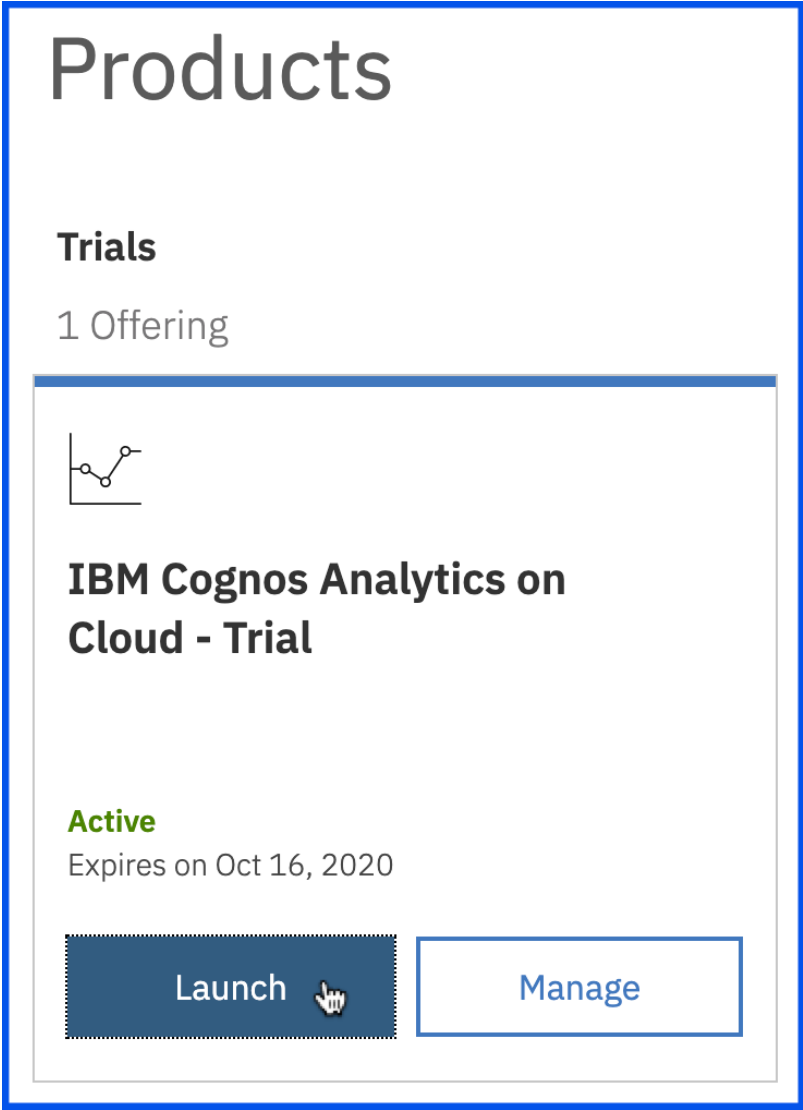 Products
Trials
1 Offering
IBM Cognos Analytics on
Cloud - Trial
Active
Expires on Oct 16, 2020
Launch
Manage